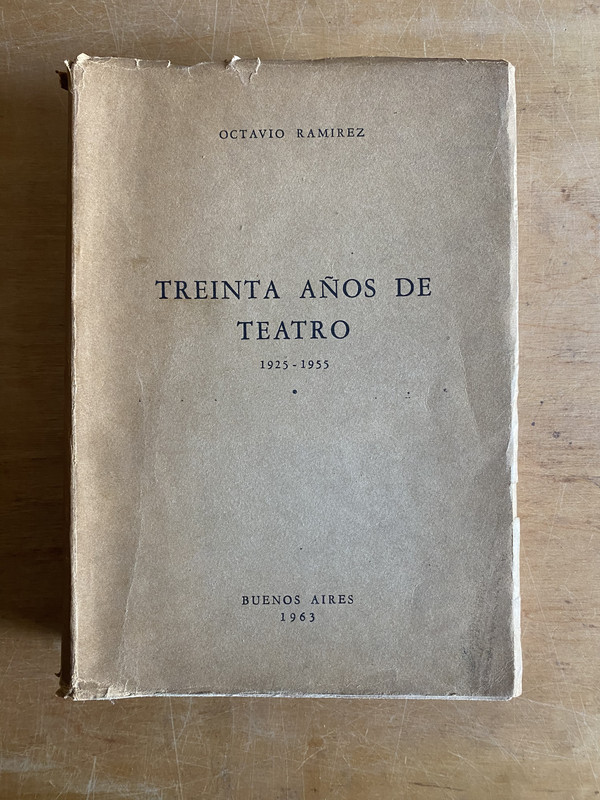 OCTAVIO RAMIREZ
TREINTA AÑOS DE
TEATRO
1925 - 1955
BUENOS AIRES
1963